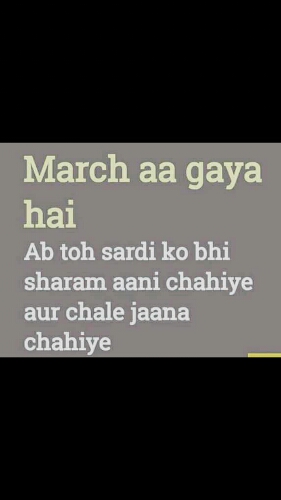 March aa gaya
hai
Ab toh sardi ko bhi
sharam aani chahiye
aur chale jaana
chahiye